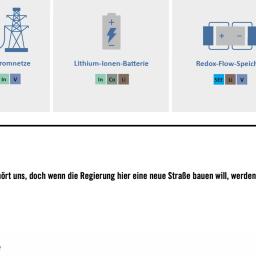 romnetze
Lithium-Ionen-Batterie
Redox-Flow-Speich
In V
In Co Li
SEE Li V
ört uns, doch wenn die Regierung hier eine neue Straße bauen will, werden